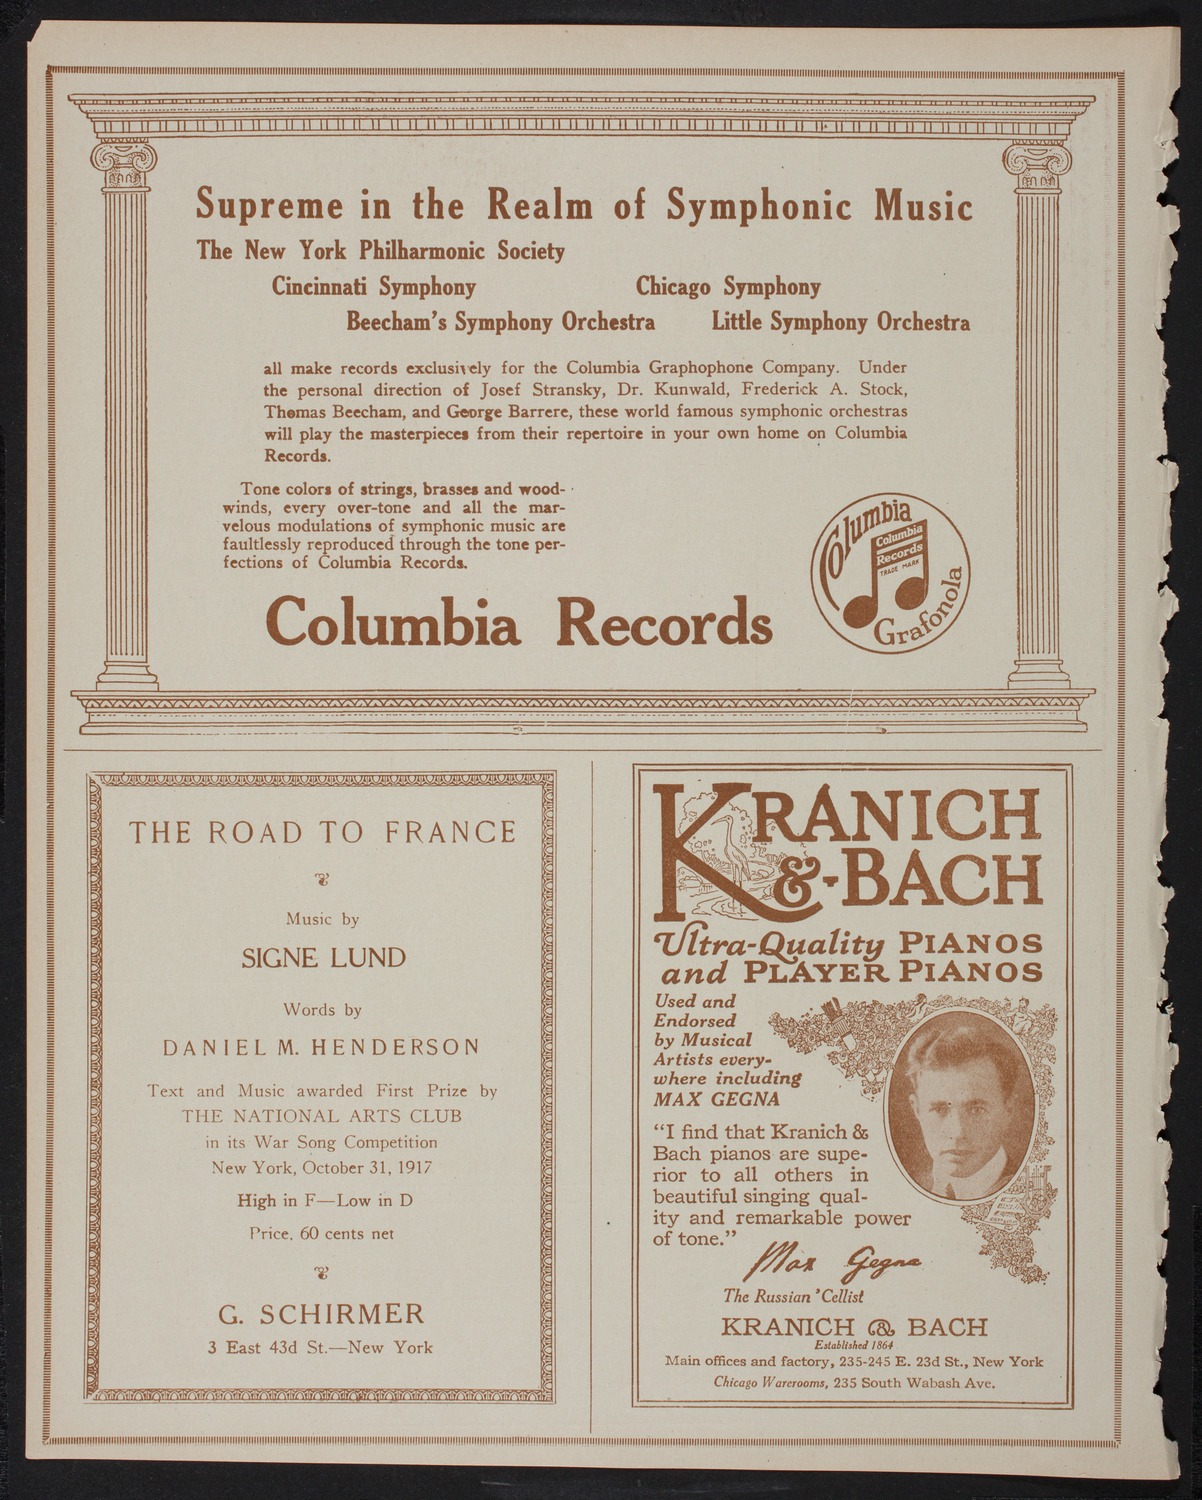 Supreme in the Realm of Symphonic Music
The New York Philharmonic Society
Cincinnati Symphony Chicago Symphony
Beecham's Symphony Orchestra Little Symphony Orchestra
all make records exclusively for the Columbia Graphophone Company. Under
the personal direction of Josef Stransky, Dr. Kunwald, Frederick A. Stock,
Thomas Beecham, and George Barrere, these world famous symphonic orchestras
will play the masterpieces from their repertoire in your own home on Columbia
Records.
Tone colors of strings, brasses and wood-
winds, every over-tone and all the mar-
velous modulations of symphonic music are
faultlessly reproduced through the tone per-
fections of Columbia Records.
Columbia Records
Columbia
Columbia
Records
TRADE MARK
Grafonola
THE ROAD TO FRANCE
Music by
SIGNE LUND
Words by
DANIEL M. HENDERSON
Text and Music awarded First Prize by
THE NATIONAL ARTS CLUB
in its War Song Competition
New York, October 31, 1917
High in F—Low in D
Price, 60 cents net
G. SCHIRMER
3 East 43d St.—New York
KRANICH
&-BACH
Ultra-Quality PIANOS
and PLAYER PIANOS
Used and
Endorsed
by Musical
Artists every-
where including
MAX GEGNA
"I find that Kranich &
Bach pianos are supe-
rior to all others in
beautiful singing qual-
ity and remarkable power
of tone."
Max Gegna
The Russian 'Cellist
KRANICH & BACH
Established 1864
Main offices and factory, 235-245 E. 23d St., New York
Chicago Warerooms, 235 South Wabash Ave.